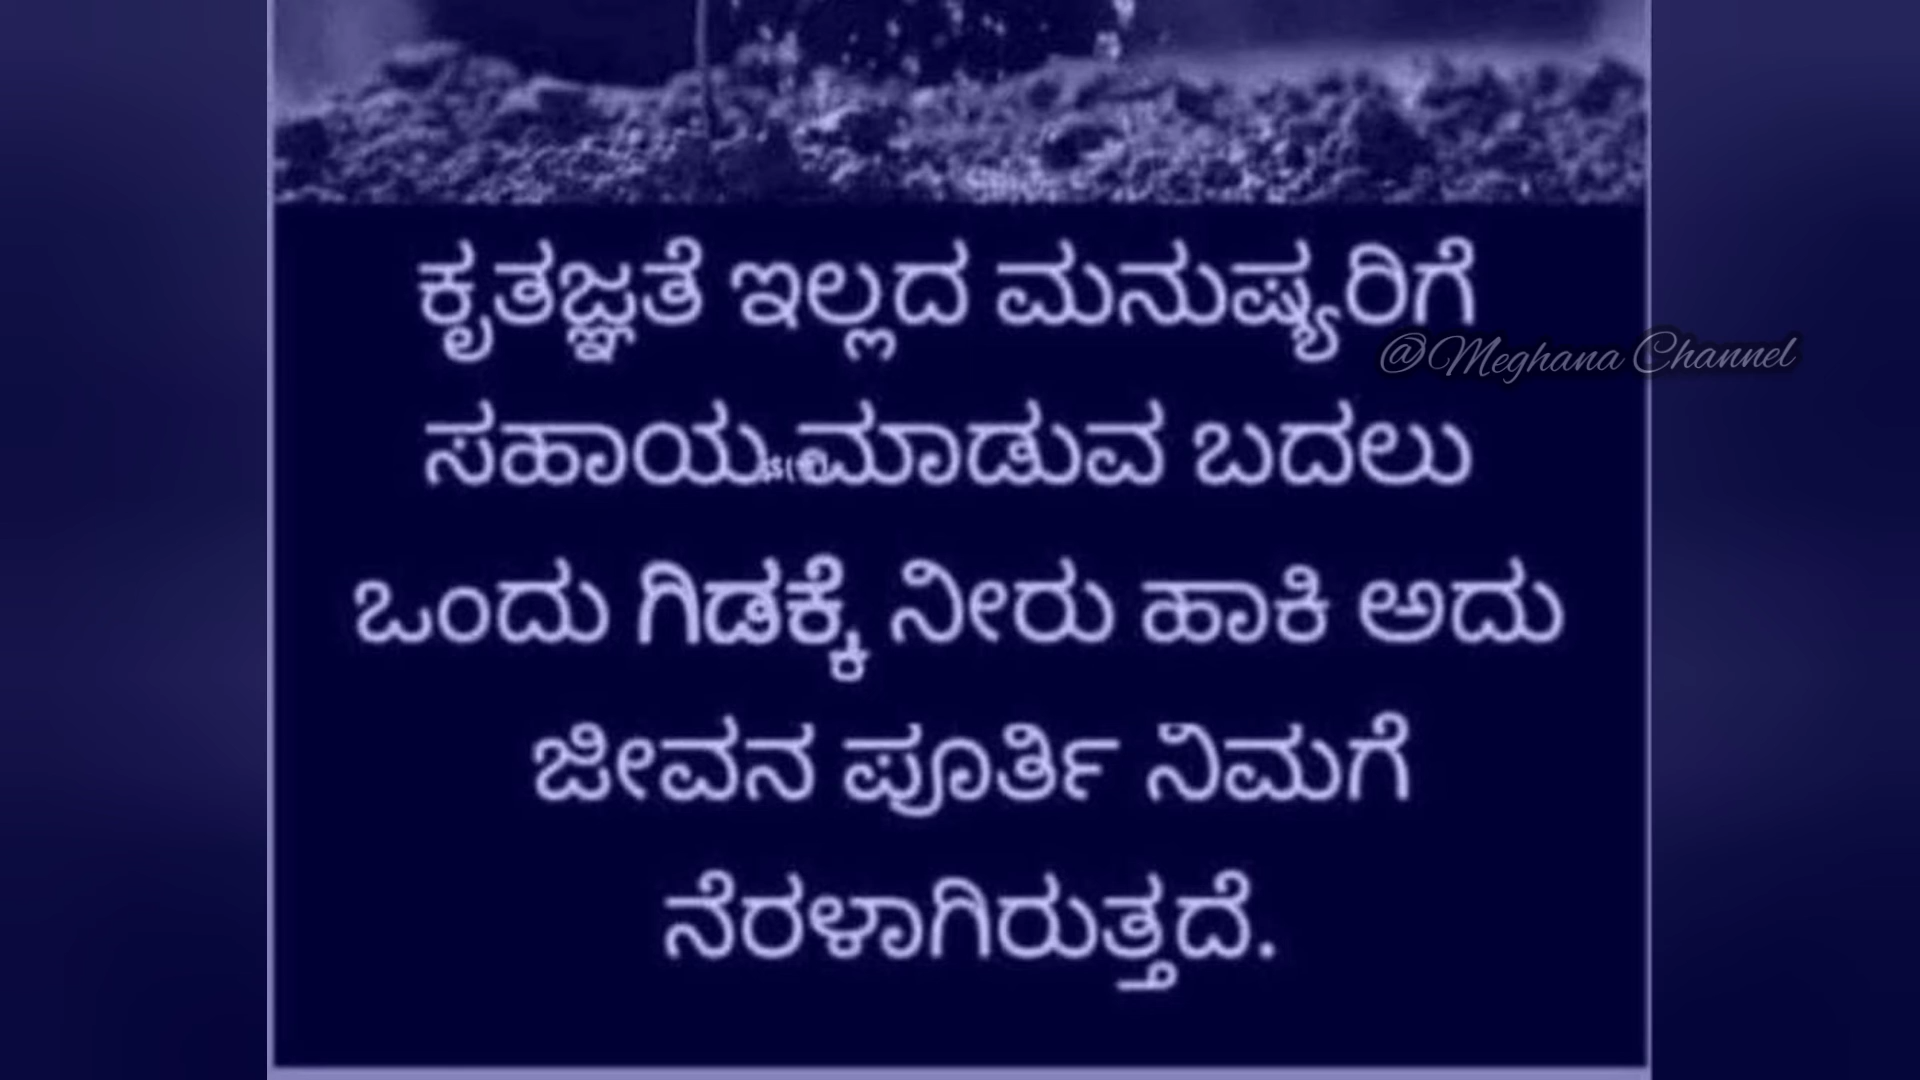 ಕೃತಜ್ಞತೆ ಇಲ್ಲದ ಮನುಷ್ಯರಿಗೆ
@Meghana Channel
ಸಹಾಯ ಮಾಡುವ ಬದಲು
ಒಂದು ಗಿಡಕ್ಕೆ ನೀರು ಹಾಕಿ ಅದು
ಜೀವನ ಪೂರ್ತಿ ನಿಮಗೆ
ನೆರಳಾಗಿರುತ್ತದೆ.